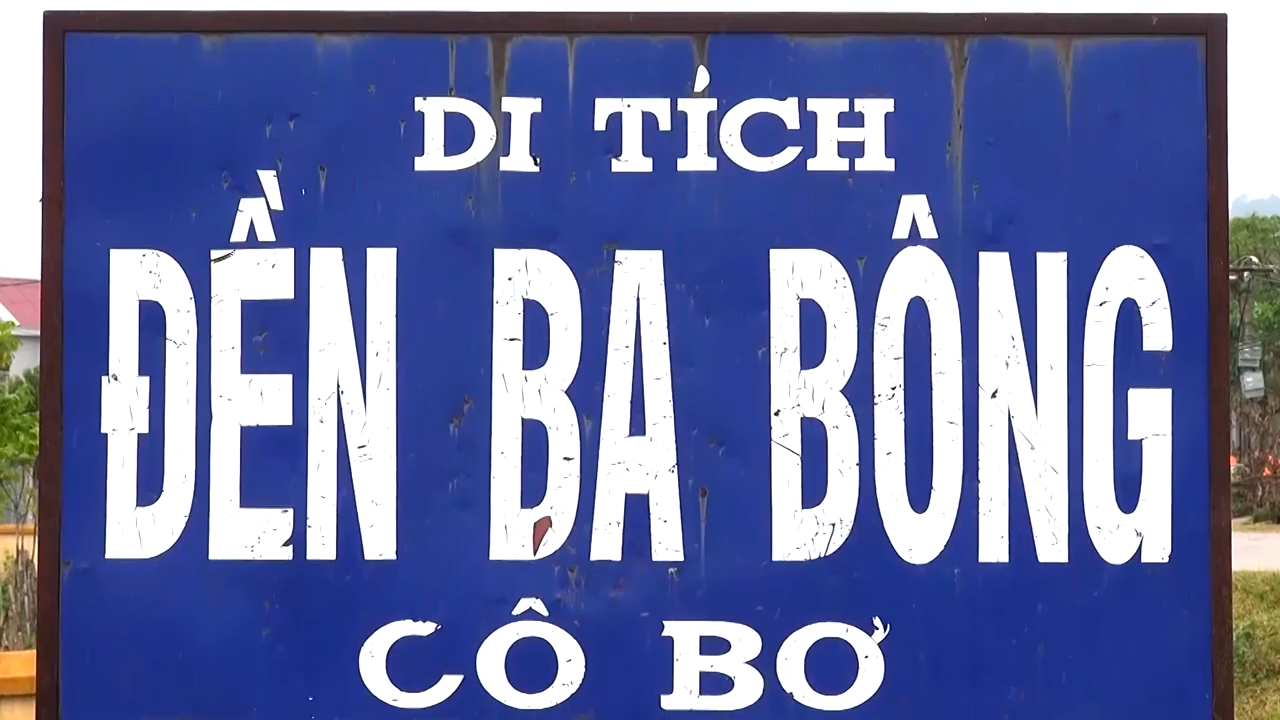 DI TÍCH
ĐỀN BA BÔNG
CÔ BƠ